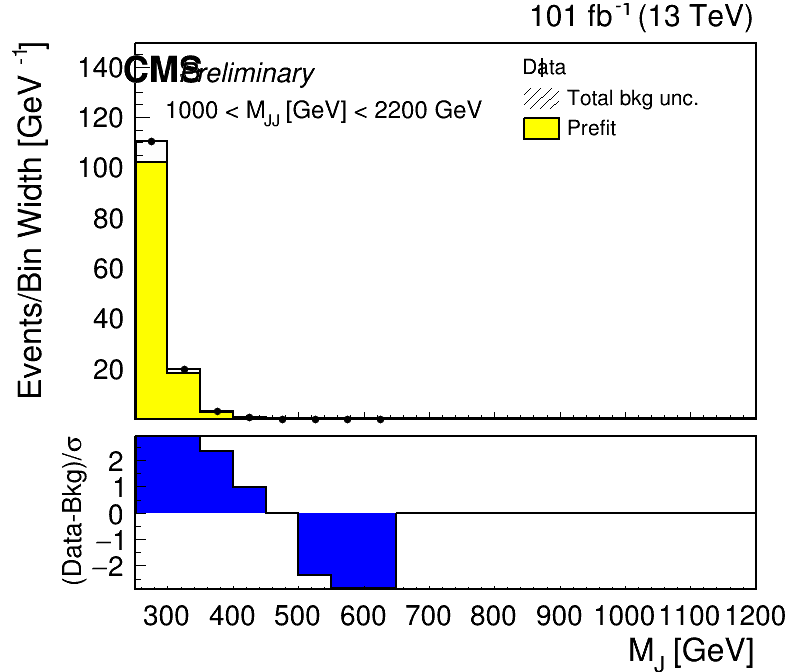 101 fb⁻¹ (13 TeV)
CMS Preliminary
Data
1000 < M_JJ [GeV] < 2200 GeV
Total bkg unc.
Prefit
Events/Bin Width [GeV⁻¹]
140
120
100
80
60
40
20
(Data-Bkg)/σ
2
1
0
−1
−2
300 400 500 600 700 800 900 1000 1100 1200
M_J [GeV]